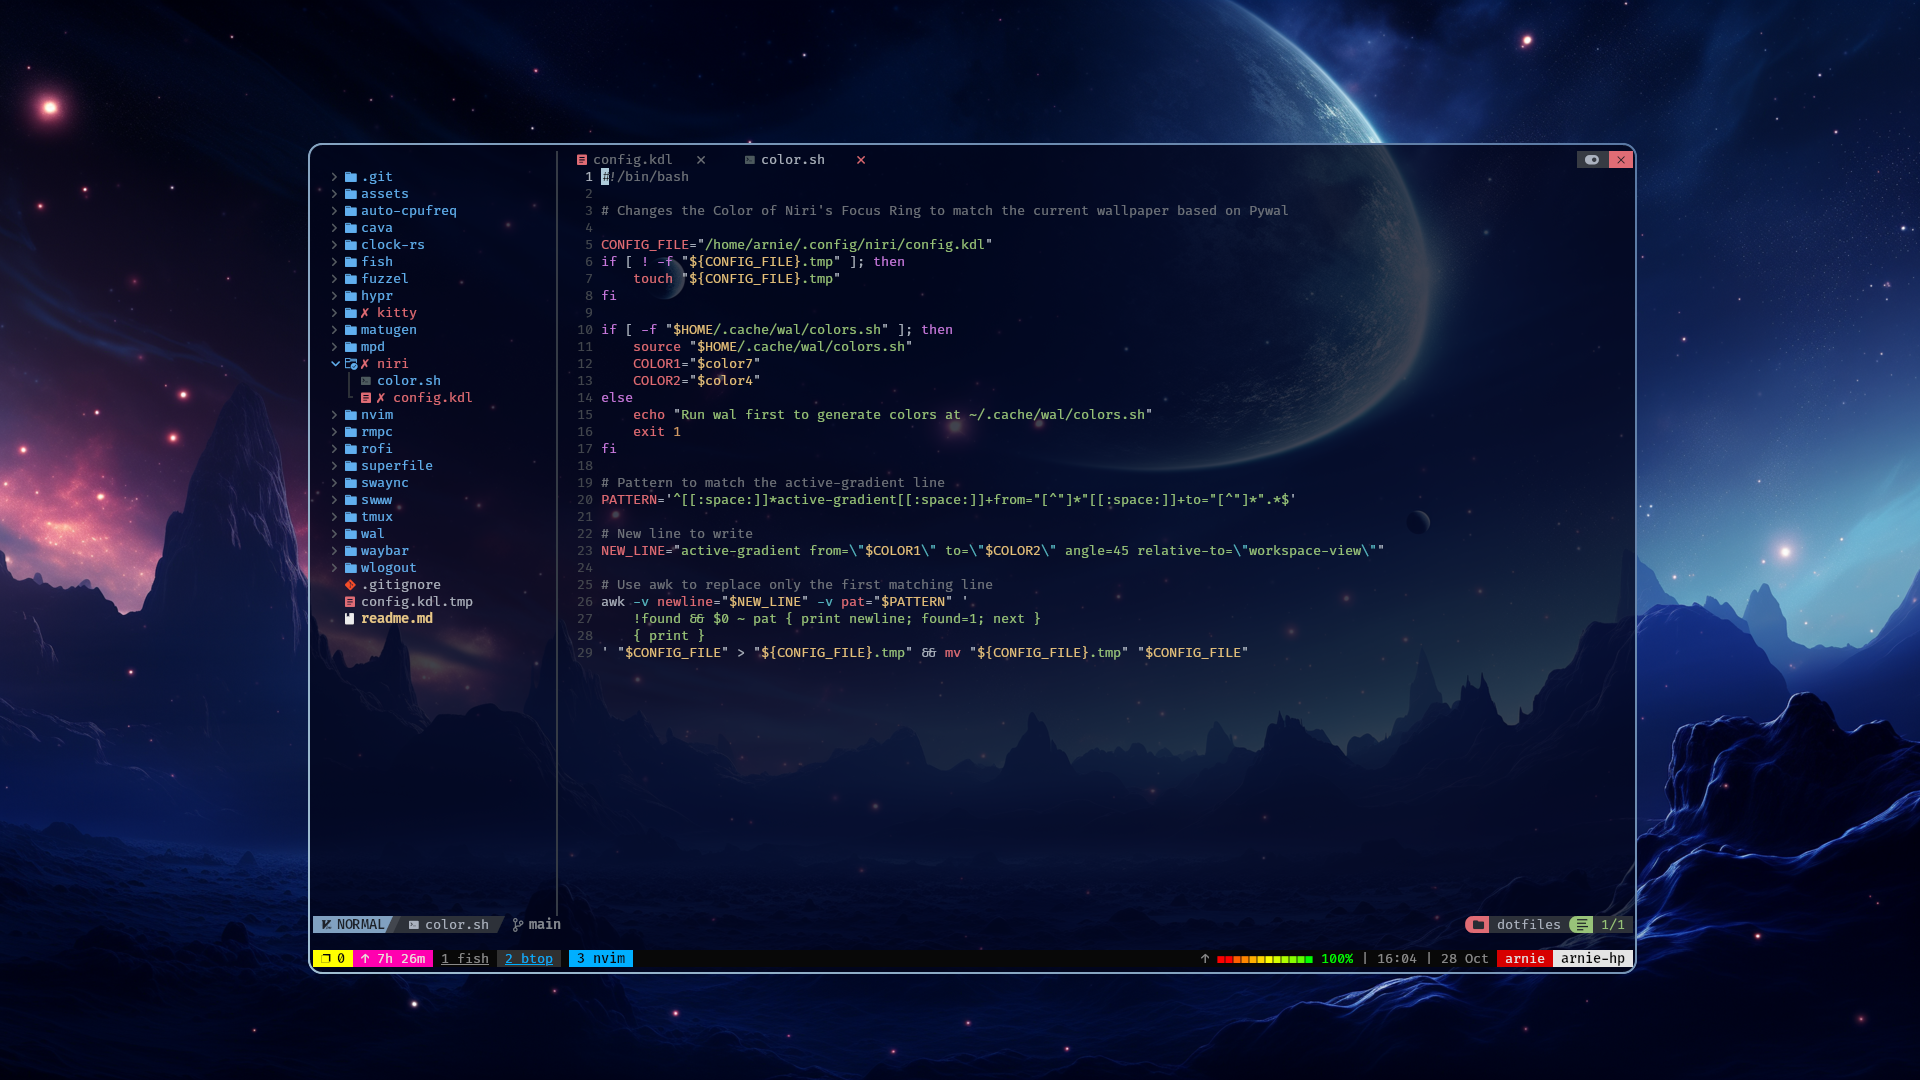 .git
assets
auto-cpufreq
cava
clock-rs
fish
fuzzel
hypr
✗ kitty
matugen
mpd
✗ niri
color.sh
✗ config.kdl
nvim
rmpc
rofi
superfile
swaync
swww
tmux
wal
waybar
wlogout
.gitignore
config.kdl.tmp
readme.md
config.kdl × color.sh ×
1 #!/bin/bash
2
3 # Changes the Color of Niri's Focus Ring to match the current wallpaper based on Pywal
4
5 CONFIG_FILE="/home/arnie/.config/niri/config.kdl"
6 if [ ! -f "${CONFIG_FILE}.tmp" ]; then
7     touch "${CONFIG_FILE}.tmp"
8 fi
9
10 if [ -f "$HOME/.cache/wal/colors.sh" ]; then
11     source "$HOME/.cache/wal/colors.sh"
12     COLOR1="$color7"
13     COLOR2="$color4"
14 else
15     echo "Run wal first to generate colors at ~/.cache/wal/colors.sh"
16     exit 1
17 fi
18
19 # Pattern to match the active-gradient line
20 PATTERN='^[[:space:]]*active-gradient[[:space:]]+from="[^"]*"[[:space:]]+to="[^"]*".*$'
21
22 # New line to write
23 NEW_LINE="active-gradient from=\"$COLOR1\" to=\"$COLOR2\" angle=45 relative-to=\"workspace-view\""
24
25 # Use awk to replace only the first matching line
26 awk -v newline="$NEW_LINE" -v pat="$PATTERN" '
27     !found && $0 ~ pat { print newline; found=1; next }
28     { print }
29 ' "$CONFIG_FILE" > "${CONFIG_FILE}.tmp" && mv "${CONFIG_FILE}.tmp" "$CONFIG_FILE"
NORMAL color.sh main dotfiles 1/1
0 ↑ 7h 26m 1 fish 2 btop 3 nvim ↑ 100% | 16:04 | 28 Oct arnie arnie-hp